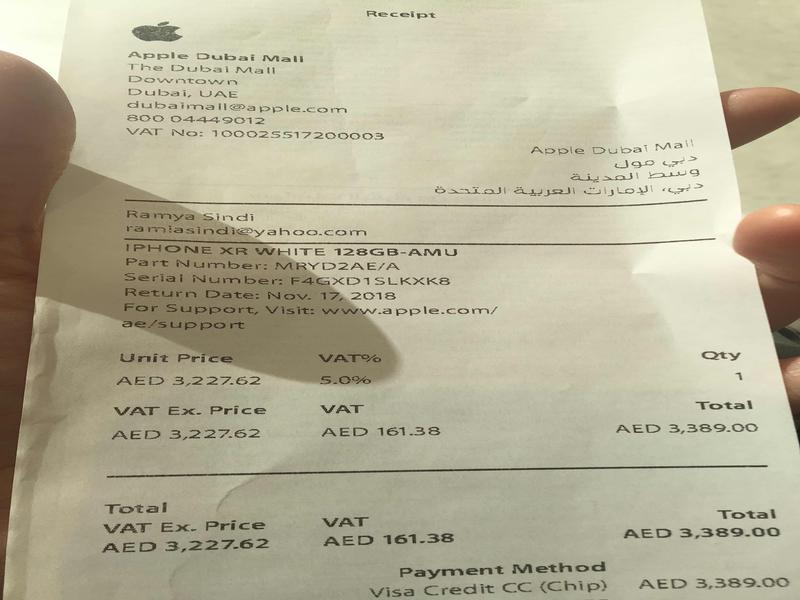 Receipt
Apple Dubai Mall
The Dubai Mall
Downtown
Dubai, UAE
dubaimall@apple.com
800 04449012
VAT No: 100025517200003
Apple Dubai Mall
دبي مول
وسط المدينة
دبي، الإمارات العربية المتحدة
Ramya Sindi
ramlasindi@yahoo.com
IPHONE XR WHITE 128GB-AMU
Part Number: MRYD2AE/A
Serial Number: F4GXD1SLKXK8
Return Date: Nov. 17, 2018
For Support, Visit: www.apple.com/
ae/support
Unit Price VAT% Qty
AED 3,227.62 5.0% 1
VAT Ex. Price VAT Total
AED 3,227.62 AED 161.38 AED 3,389.00
Total
VAT Ex. Price VAT Total
AED 3,227.62 AED 161.38 AED 3,389.00
Payment Method
Visa Credit CC (Chip) AED 3,389.00